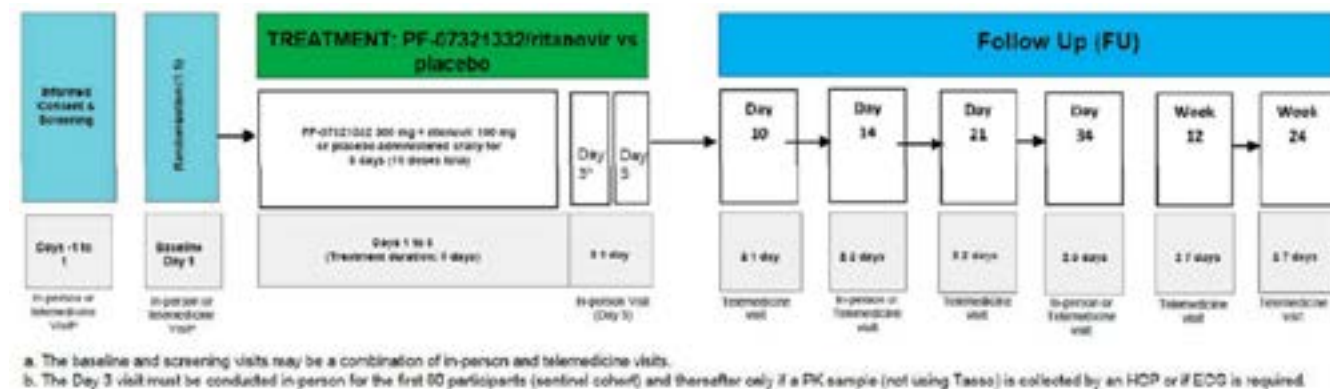 TREATMENT: PF-07321332/ritonavir vs
placebo
Follow Up (FU)
Informed
Consent &
Screening
Randomization (1:1)
PF-07321332 300 mg + ritonavir 100 mg
or placebo administered orally for
5 days (10 doses total)
Day
Day
5
Day
10
Day
14
Day
21
Day
34
Week
12
Week
24
Days -1 to
1
Baseline
Day 1
Days 1 to 5
(Treatment duration: 5 days)
± 1 day
± 1 day
days
days
days
± 7 days
± 7 days
In-person or
telemedicine
In-person or
telemedicine
In-person Visit
(Day 5)
Telemedicine
visit
In-person or
Telemedicine
visit
Telemedicine
visit
In-person or
Telemedicine
visit
Telemedicine
visit
Telemedicine
visit
a. The baseline and screening visits may be a combination of in-person and telemedicine visits.
b. The Day 3 visit must be conducted in-person for the first 60 participants (sentinel cohort) and thereafter only if a PK sample (not using Tasso) is collected by an HCP or if ECG is required.